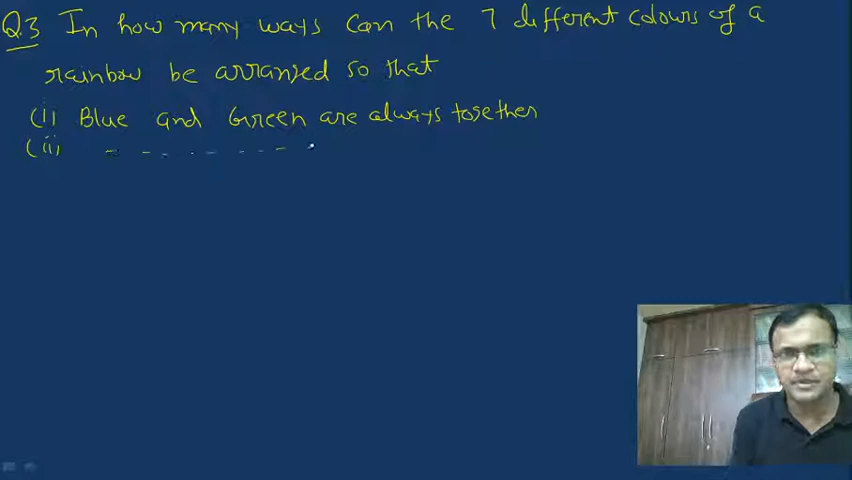 Q.3 In how many ways can the 7 different colours of a
rainbow be arranged so that
(i) Blue and Green are always together
(ii) - - - - - - - -